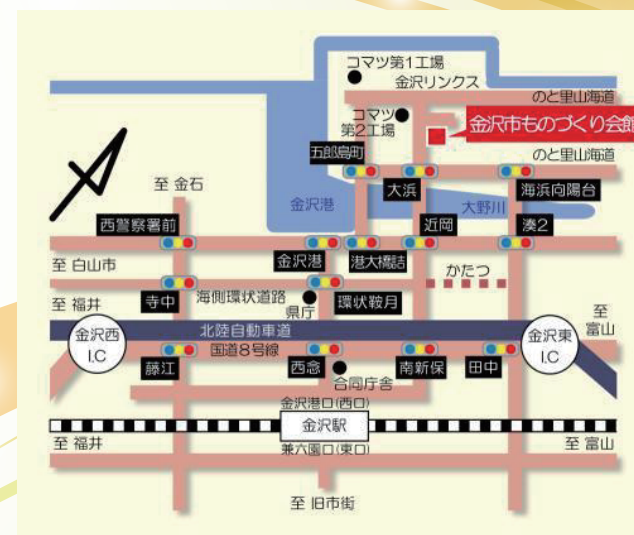 コマツ第1工場
金沢リンクス
のと里山海道
コマツ
第2工場
金沢市ものづくり会館
五郎島町
のと里山海道
至 金石
大浜
海浜向陽台
金沢港
大野川
西警察署前
金沢港
港大橋詰
近岡
湊2
至 白山市
かたつ
寺中
海側環状道路
県庁
環状鞍月
至 福井
至
富山
金沢西
I.C
北陸自動車道
金沢東
I.C
国道8号線
藤江
西念
南新保
田中
合同庁舎
金沢港口(西口)
金沢駅
至 福井
至 富山
兼六園口(東口)
至 旧市街